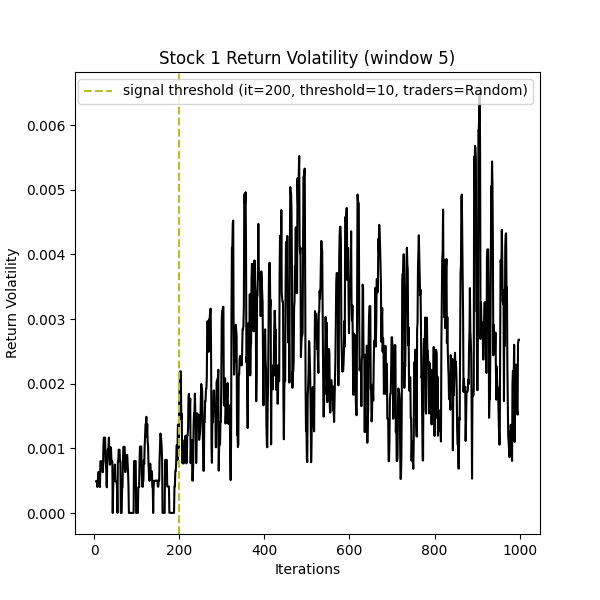 Stock 1 Return Volatility (window 5)
signal threshold (it=200, threshold=10, traders=Random)
Return Volatility
0.006
0.005
0.004
0.003
0.002
0.001
0.000
0 200 400 600 800 1000
Iterations